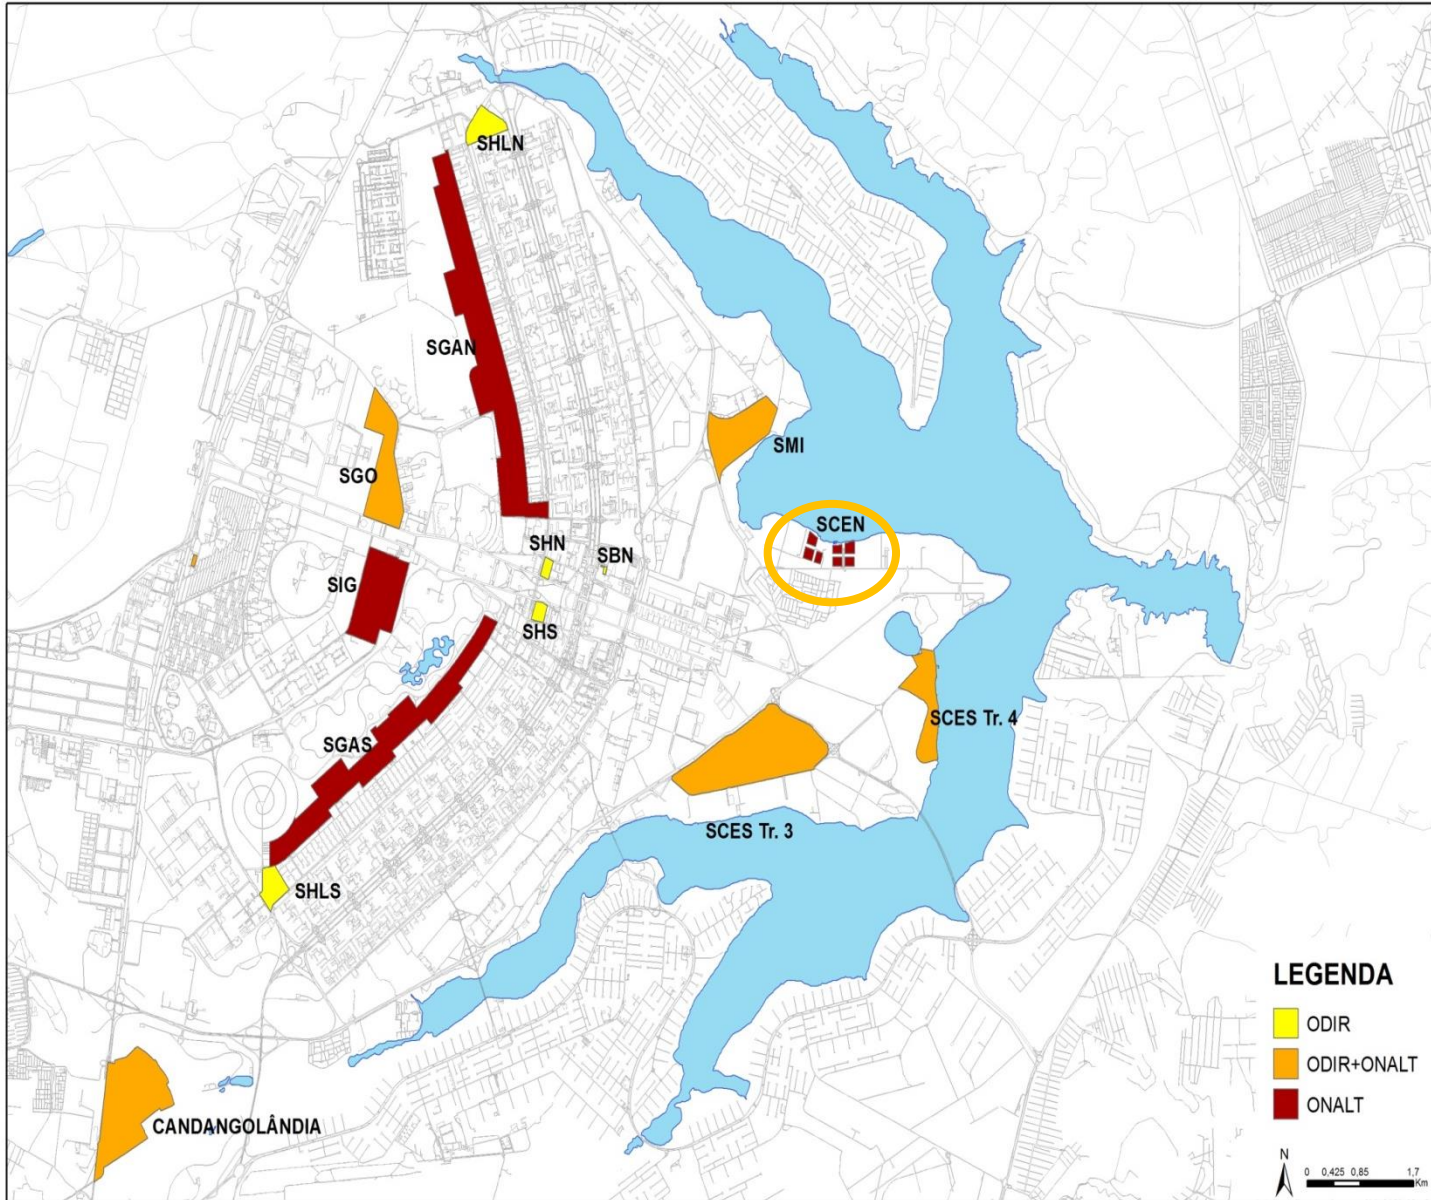 SHLN
SGAN
SMI
SGO
SCEN
SHN
SBN
SIG
SHS
SCES Tr. 4
SGAS
SCES Tr. 3
SHLS
CANDANGOLÂNDIA
LEGENDA
ODIR
ODIR+ONALT
ONALT
N
0 0,425 0,85 1,7
Km